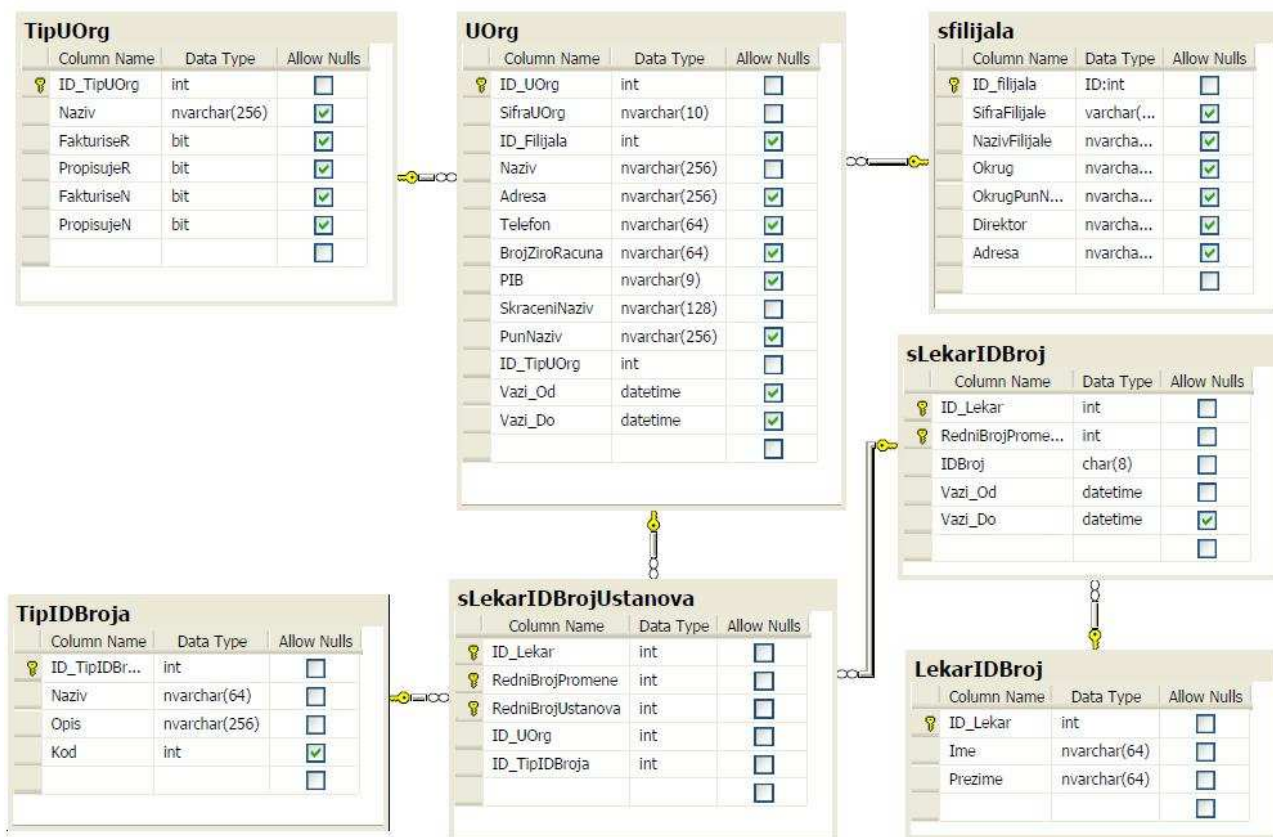 TipUOrg
Column Name Data Type Allow Nulls
ID_TipUOrg int
Naziv nvarchar(256)
FakturiseR bit
PropisujeR bit
FakturiseN bit
PropisujeN bit
UOrg
Column Name Data Type Allow Nulls
ID_UOrg int
SifraUOrg nvarchar(10)
ID_Filijala int
Naziv nvarchar(256)
Adresa nvarchar(256)
Telefon nvarchar(64)
BrojZiroRacuna nvarchar(64)
PIB nvarchar(9)
SkraceniNaziv nvarchar(128)
PunNaziv nvarchar(256)
ID_TipUOrg int
Vazi_Od datetime
Vazi_Do datetime
sfilijala
Column Name Data Type Allow Nulls
ID_filijala ID:int
SifraFilijale varchar(...
NazivFilijale nvarcha...
Okrug nvarcha...
OkrugPunN... nvarcha...
Direktor nvarcha...
Adresa nvarcha...
sLekarIDBroj
Column Name Data Type Allow Nulls
ID_Lekar int
RedniBrojProme... int
IDBroj char(8)
Vazi_Od datetime
Vazi_Do datetime
TipIDBroja
Column Name Data Type Allow Nulls
ID_TipIDBr... int
Naziv nvarchar(64)
Opis nvarchar(256)
Kod int
sLekarIDBrojUstanova
Column Name Data Type Allow Nulls
ID_Lekar int
RedniBrojPromene int
RedniBrojUstanova int
ID_UOrg int
ID_TipIDBroja int
LekarIDBroj
Column Name Data Type Allow Nulls
ID_Lekar int
Ime nvarchar(64)
Prezime nvarchar(64)